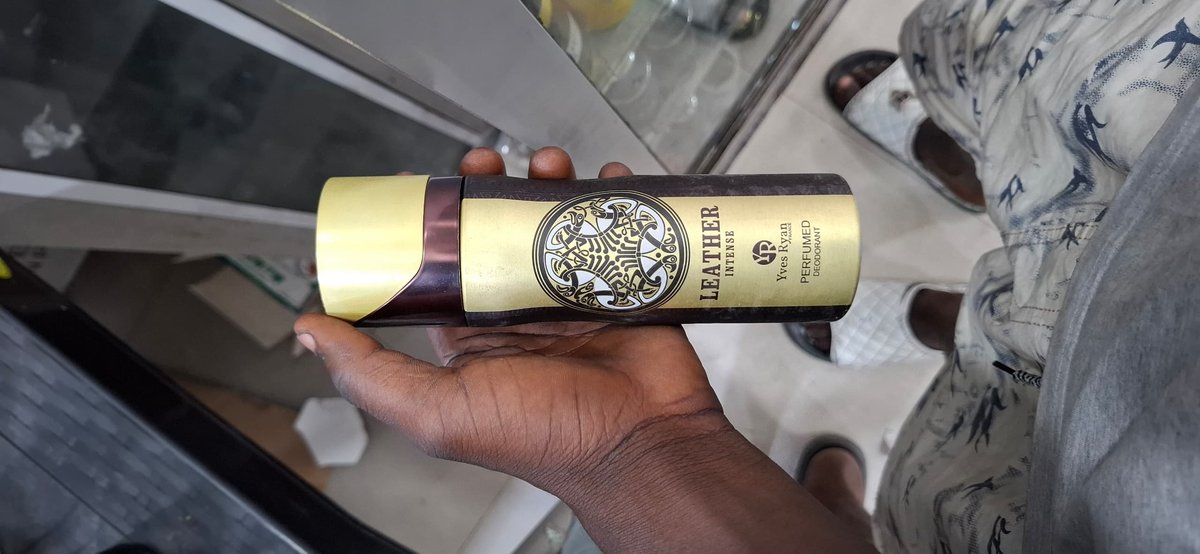 LEATHER
INTENSE
Yves Ryan
PERFUMED
DEODORANT